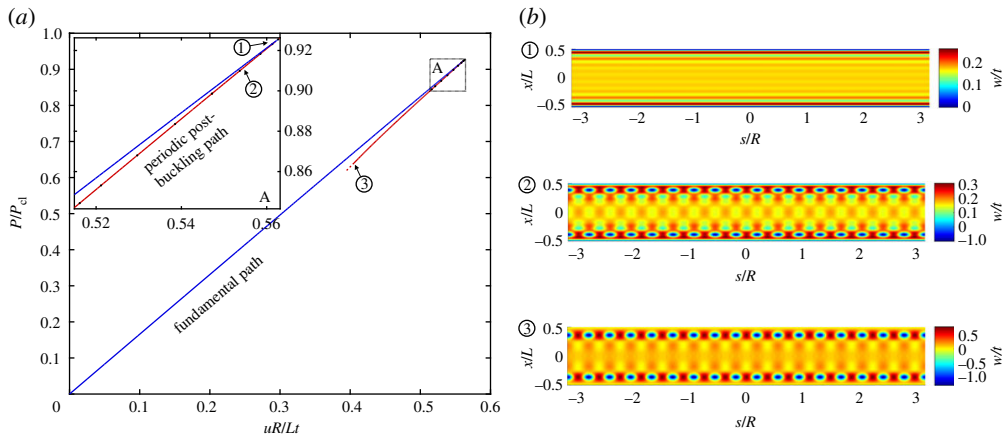 (a)
1.0
0.9
0.8
0.7
0.6
0.5
0.4
0.3
0.2
0.1
0
P/Pcl
0
0.1
0.2
0.3
0.4
0.5
0.6
uR/Lt
fundamental path
A
3
1
2
periodic post-
buckling path
A
0.92
0.90
0.88
0.86
0.52
0.54
0.56
(b)
1
x/L
0.5
0
−0.5
−3 −2 −1 0 1 2 3
s/R
0.2
0.1
0
w/t
2
x/L
0.5
0
−0.5
−3 −2 −1 0 1 2 3
s/R
0.3
0.2
0.1
0
−1.0
w/t
3
x/L
0.5
0
−0.5
−3 −2 −1 0 1 2 3
s/R
0.5
0
−0.5
−1.0
w/t